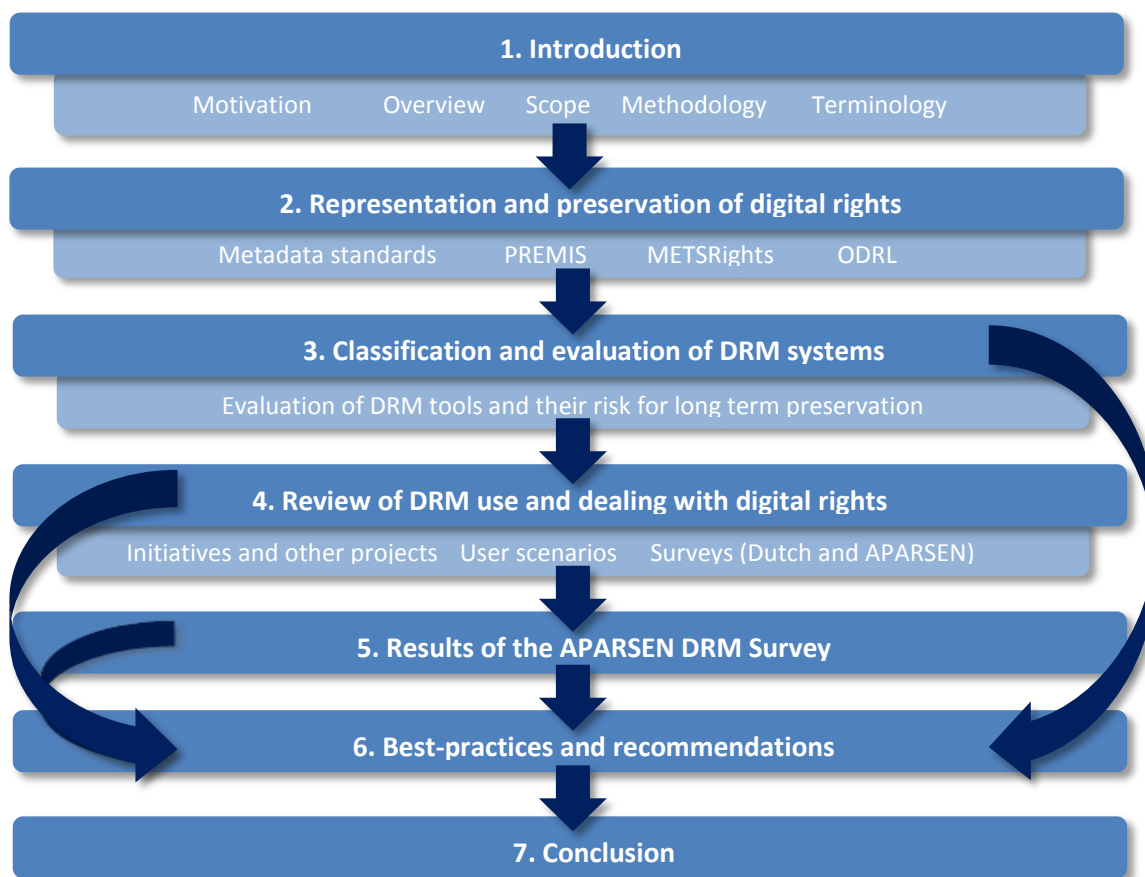 1. Introduction
Motivation Overview Scope Methodology Terminology
2. Representation and preservation of digital rights
Metadata standards PREMIS METSRights ODRL
3. Classification and evaluation of DRM systems
Evaluation of DRM tools and their risk for long term preservation
4. Review of DRM use and dealing with digital rights
Initiatives and other projects User scenarios Surveys (Dutch and APARSEN)
5. Results of the APARSEN DRM Survey
6. Best-practices and recommendations
7. Conclusion